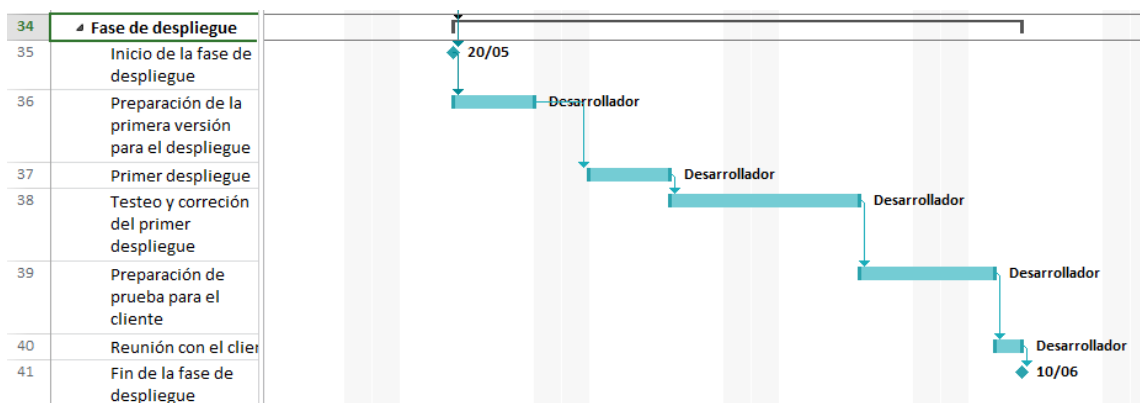 34 Fase de despliegue
35 Inicio de la fase de 20/05
despliegue
36 Preparación de la Desarrollador
primera versión
para el despliegue
37 Primer despliegue Desarrollador
38 Testeo y correción Desarrollador
del primer
despliegue
39 Preparación de Desarrollador
prueba para el
cliente
40 Reunión con el clien Desarrollador
41 Fin de la fase de 10/06
despliegue